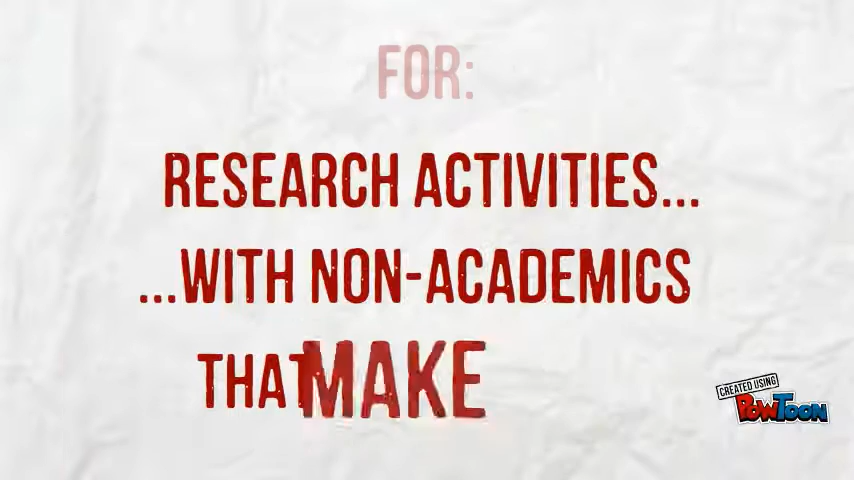 FOR:
RESEARCH ACTIVITIES...
...WITH NON-ACADEMICS
THAT MAKE
CREATED USING
POWTOON